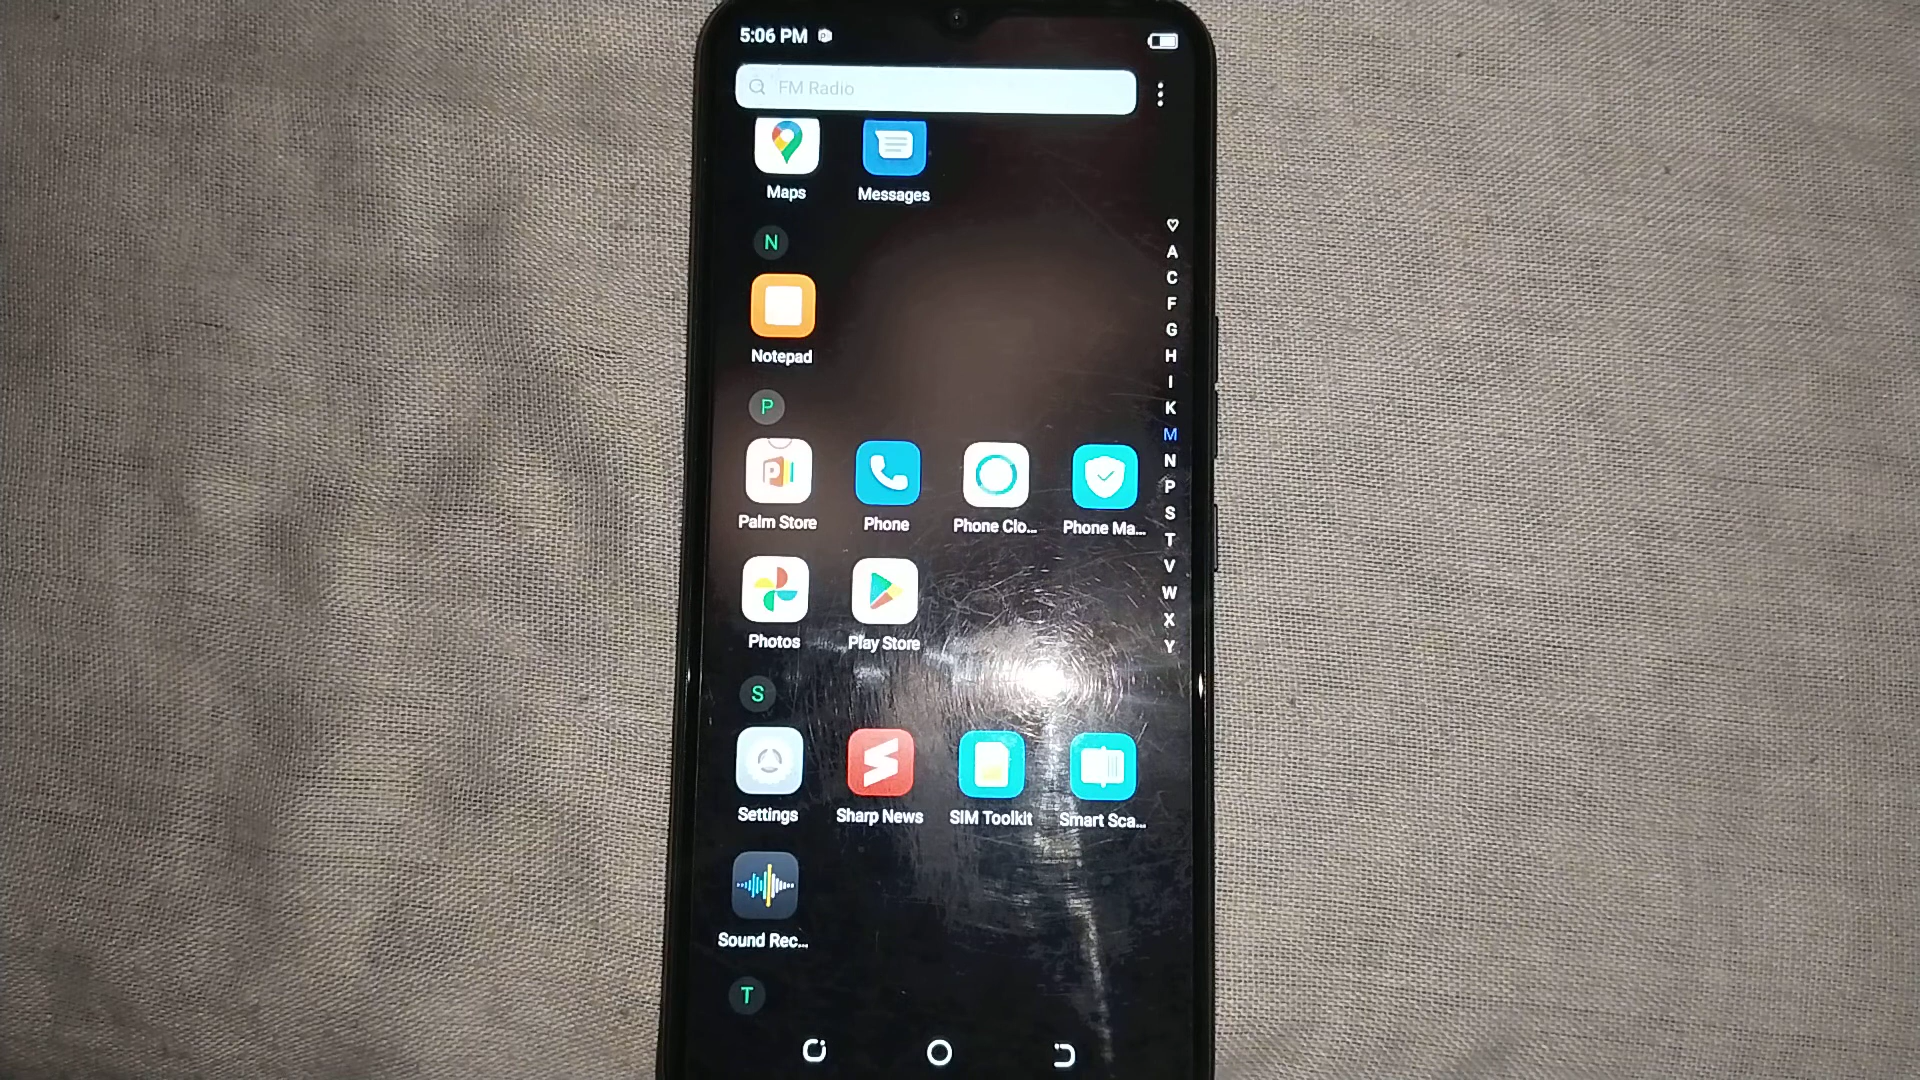 5:06 PM
FM Radio
Maps Messages
N
Notepad
P
Palm Store Phone Phone Clo... Phone Ma...
Photos Play Store
S
Settings Sharp News SIM Toolkit Smart Sca...
Sound Rec...
T
A
C
F
G
H
I
K
M
N
P
S
T
V
W
X
Y